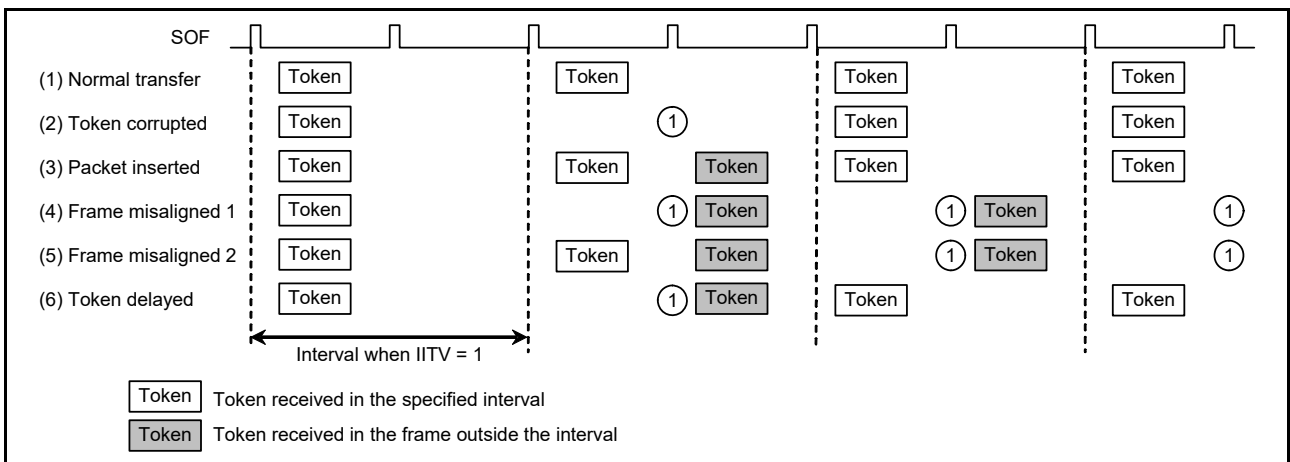 SOF
(1) Normal transfer Token Token Token Token
(2) Token corrupted Token 1 Token Token
(3) Packet inserted Token Token Token Token Token
(4) Frame misaligned 1 Token 1 Token 1 Token 1
(5) Frame misaligned 2 Token Token Token 1 Token 1
(6) Token delayed Token 1 Token Token Token
Interval when IITV = 1
Token Token received in the specified interval
Token Token received in the frame outside the interval